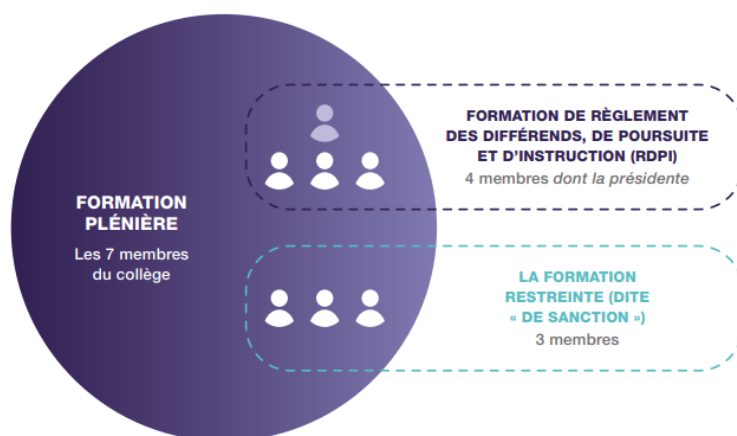 FORMATION
PLÉNIÈRE
Les 7 membres
du collège
FORMATION DE RÈGLEMENT
DES DIFFÉRENDS, DE POURSUITE
ET D’INSTRUCTION (RDPI)
4 membres dont la présidente
LA FORMATION
RESTREINTE (DITE
« DE SANCTION »)
3 membres